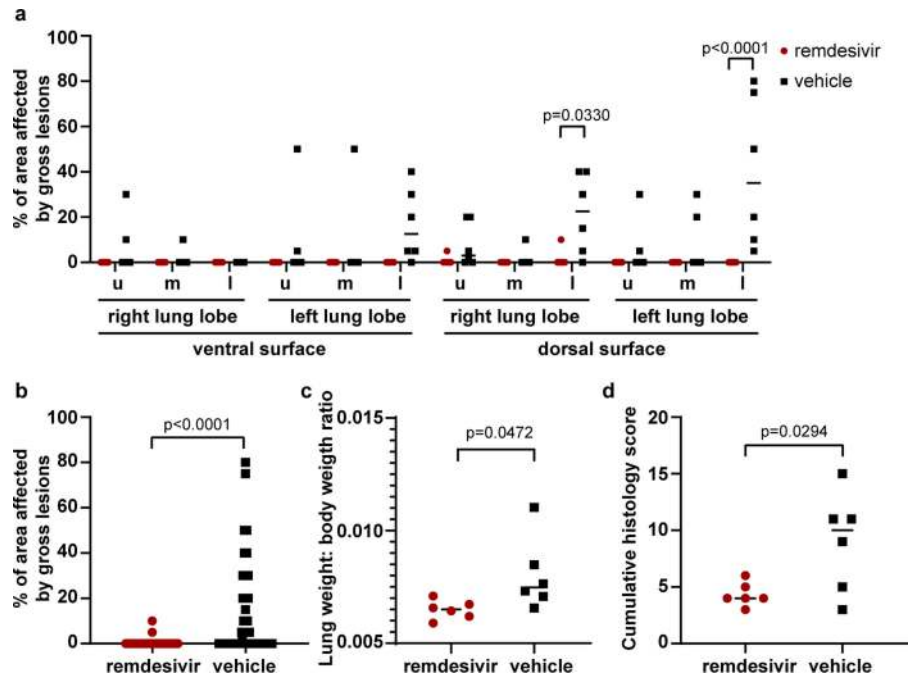 a
100
80
60
40
20
0
% of area affected
by gross lesions
p<0.0001
remdesivir
vehicle
p=0.0330
u m l u m l u m l u m l
right lung lobe left lung lobe right lung lobe left lung lobe
ventral surface dorsal surface
b
100
80
60
40
20
0
% of area affected
by gross lesions
p<0.0001
remdesivir vehicle
c
0.015
0.010
0.005
Lung weight: body weigth ratio
p=0.0472
remdesivir vehicle
d
20
15
10
5
0
Cumulative histology score
p=0.0294
remdesivir vehicle